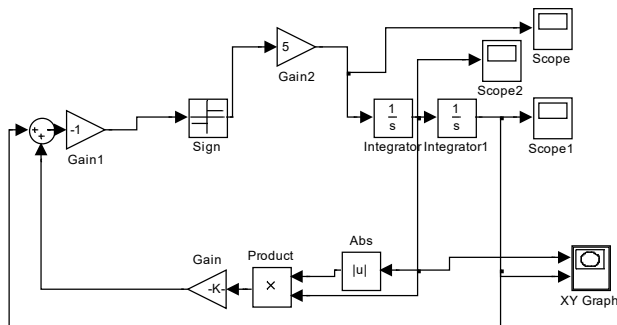 5
Gain2
Scope
Scope2
+
+
-1
Gain1
Sign
1
s
Integrator
1
s
Integrator1
Scope1
Gain
-K-
Product
×
Abs
|u|
XY Graph